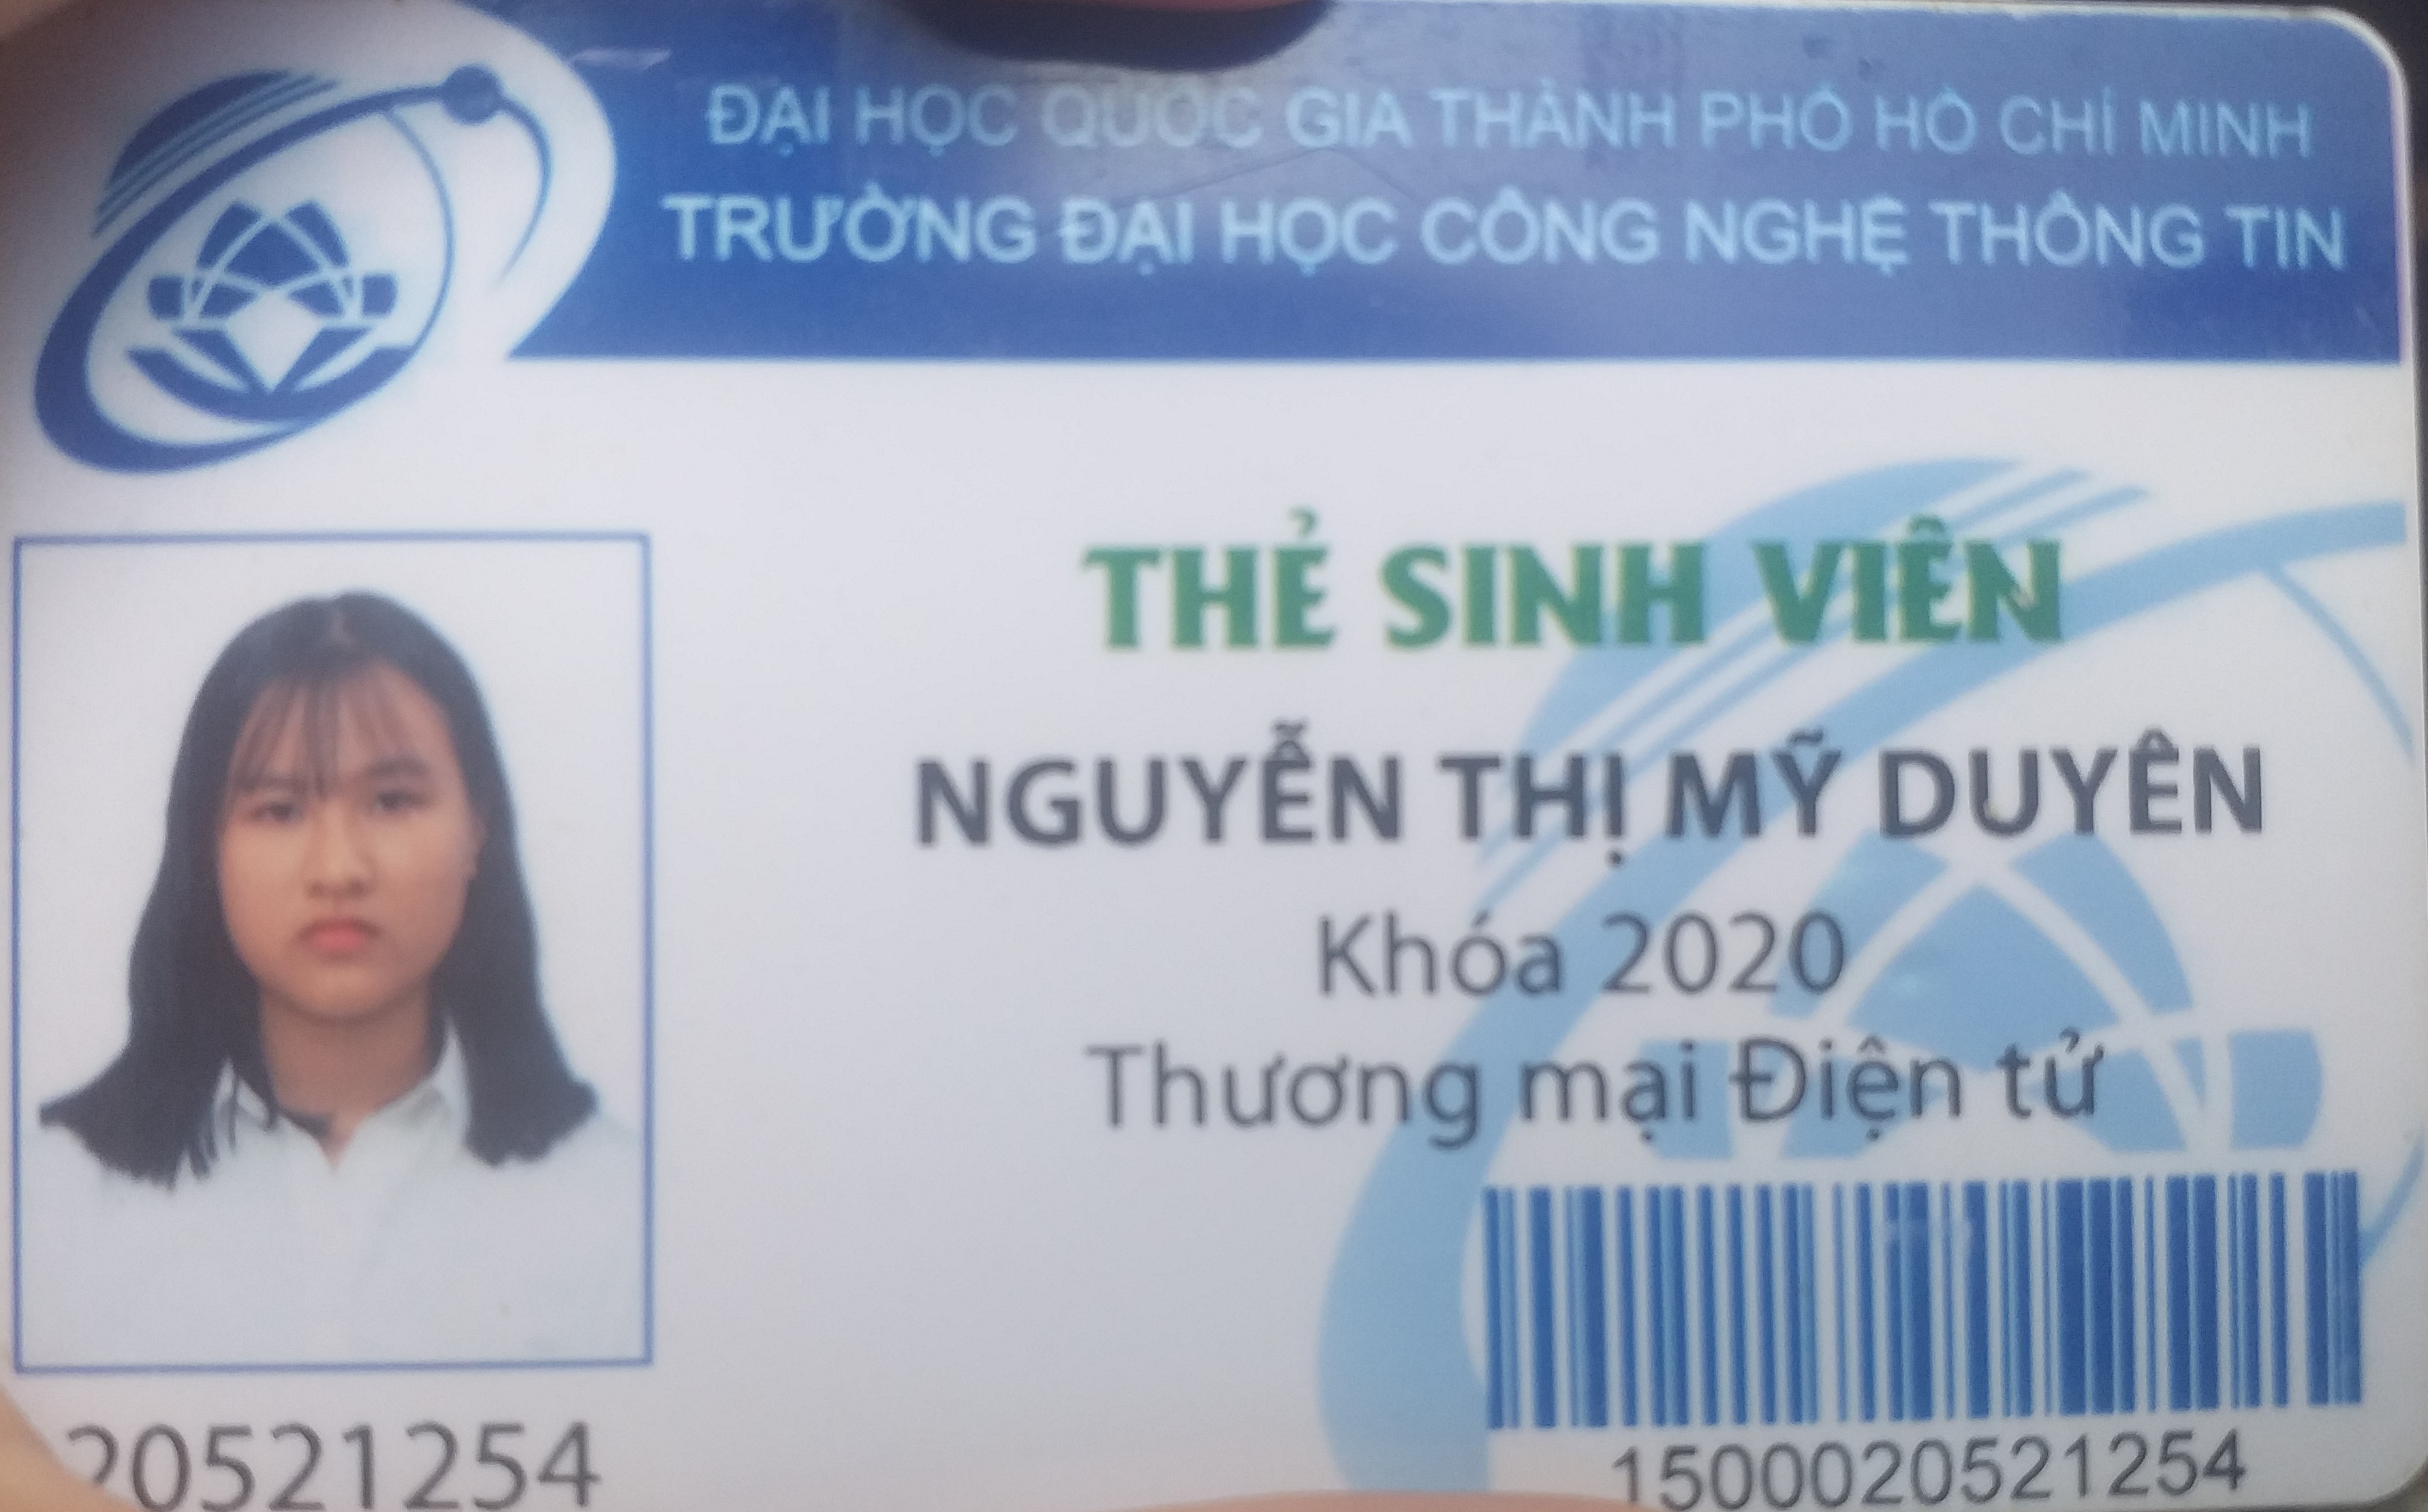 ĐẠI HỌC QUỐC GIA THÀNH PHỐ HỒ CHÍ MINH
TRƯỜNG ĐẠI HỌC CÔNG NGHỆ THÔNG TIN
THẺ SINH VIÊN
NGUYỄN THỊ MỸ DUYÊN
Khóa 2020
Thương mại Điện tử
20521254
1500020521254